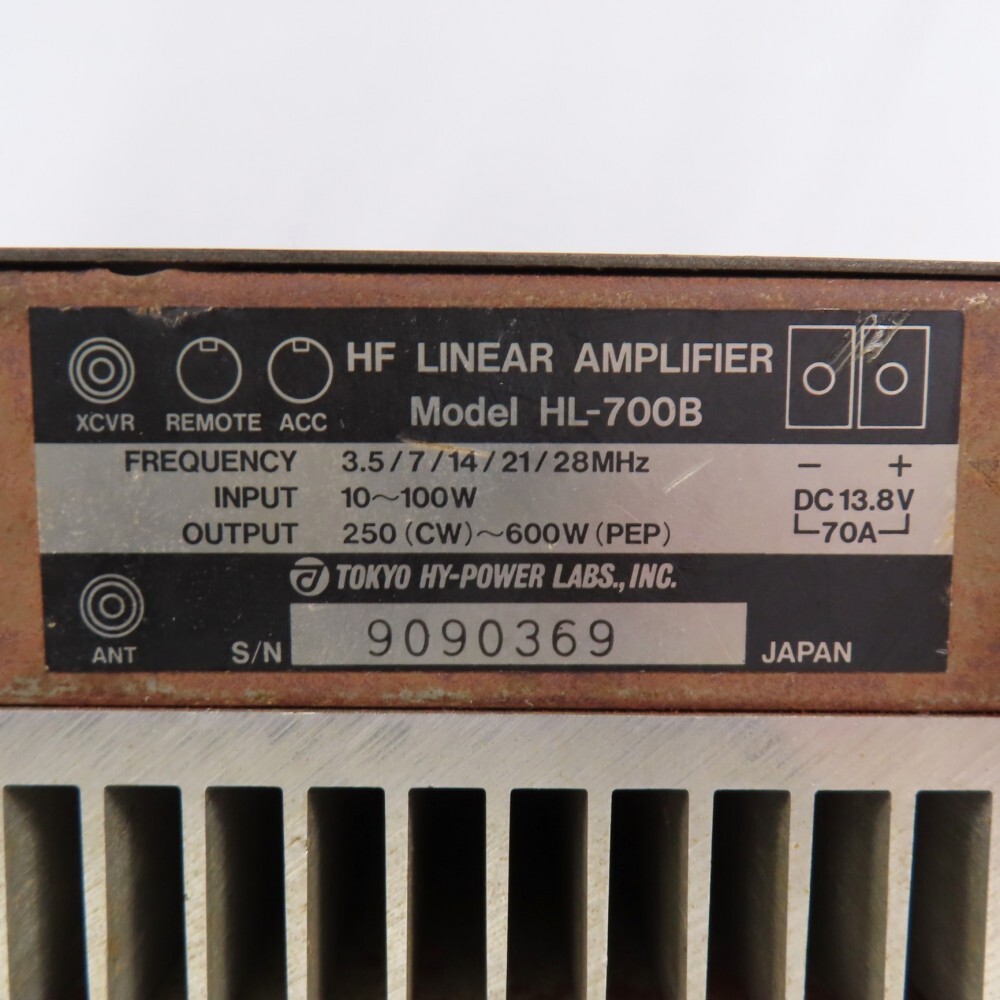 HF LINEAR AMPLIFIER
Model HL-700B
XCVR REMOTE ACC
FREQUENCY 3.5/7/14/21/28MHz
INPUT 10~100W
OUTPUT 250 (CW)~600W (PEP)
− +
DC 13.8V
70A
TOKYO HY-POWER LABS., INC.
ANT
S/N 9090369 JAPAN